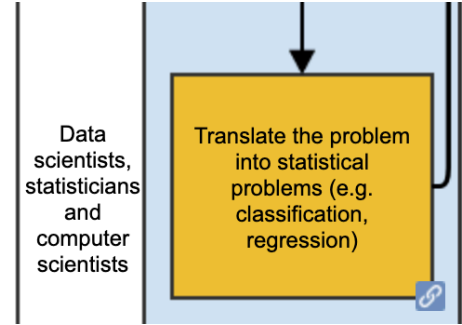 Data
scientists,
statisticians
and
computer
scientists
Translate the problem
into statistical
problems (e.g.
classification,
regression)